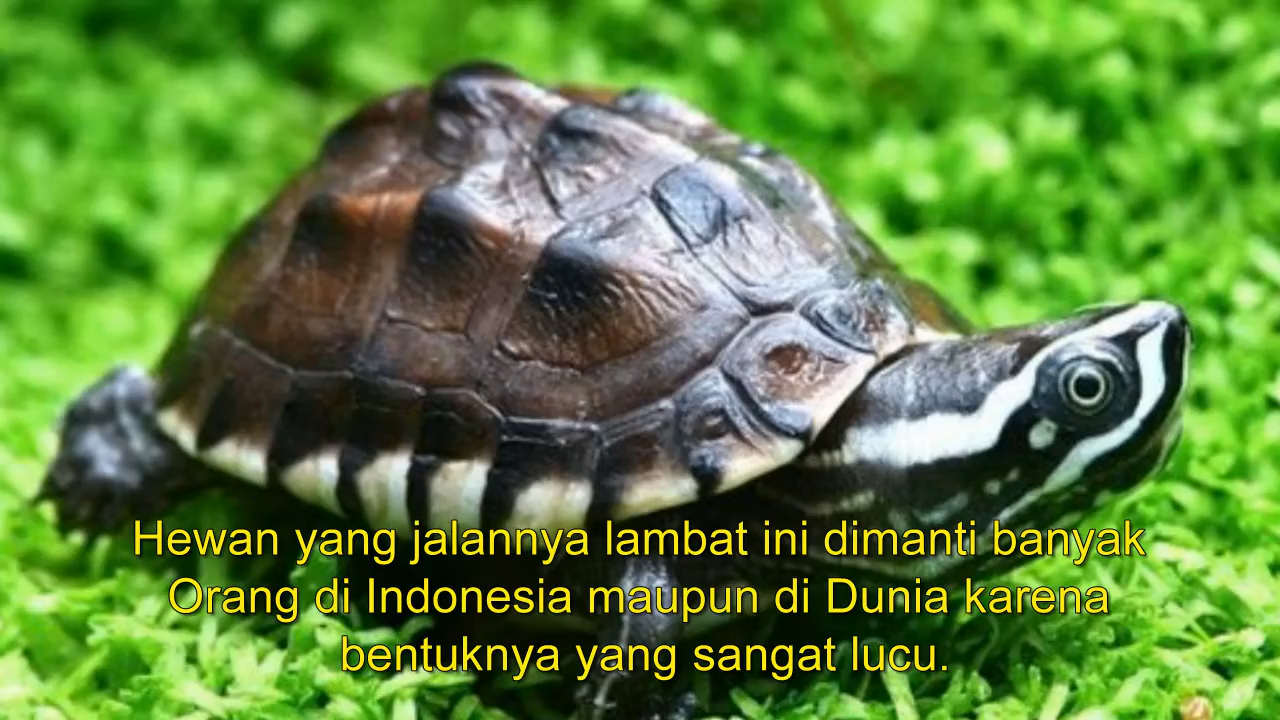 Hewan yang jalannya lambat ini dimanti banyak
Orang di Indonesia maupun di Dunia karena
bentuknya yang sangat lucu.